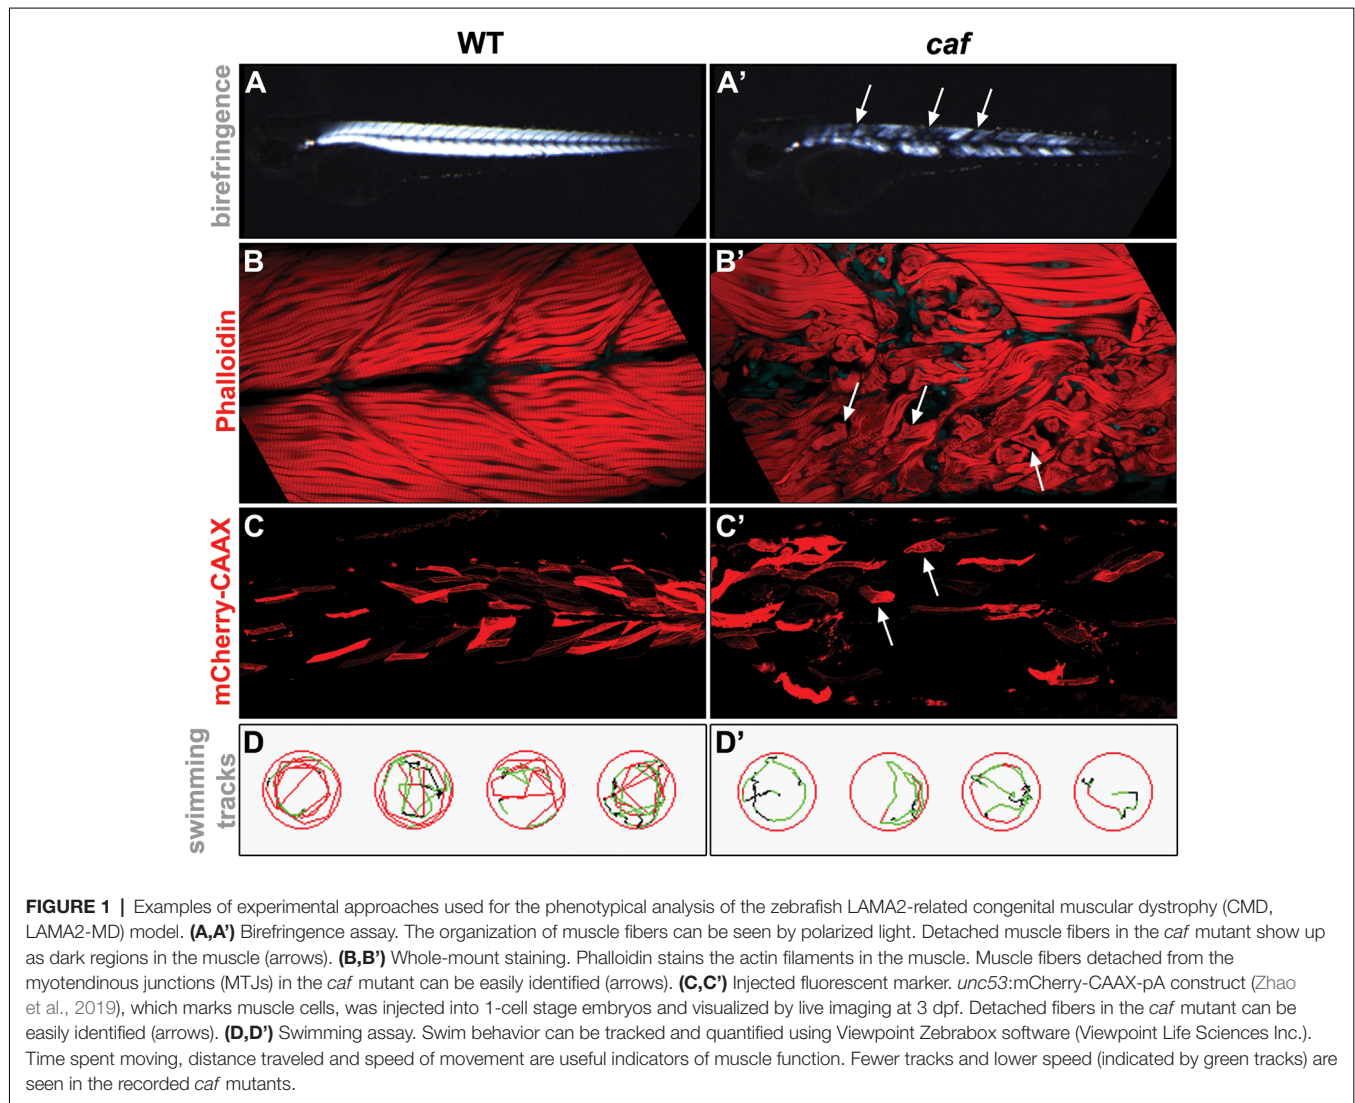 WT
caf
birefringence
A
A'
Phalloidin
B
B'
mCherry-CAAX
C
C'
swimming
tracks
D
D'
FIGURE 1 | Examples of experimental approaches used for the phenotypical analysis of the zebrafish LAMA2-related congenital muscular dystrophy (CMD,
LAMA2-MD) model. (A,A’) Birefringence assay. The organization of muscle fibers can be seen by polarized light. Detached muscle fibers in the caf mutant show up
as dark regions in the muscle (arrows). (B,B’) Whole-mount staining. Phalloidin stains the actin filaments in the muscle. Muscle fibers detached from the
myotendinous junctions (MTJs) in the caf mutant can be easily identified (arrows). (C,C’) Injected fluorescent marker. unc53:mCherry-CAAX-pA construct (Zhao
et al., 2019), which marks muscle cells, was injected into 1-cell stage embryos and visualized by live imaging at 3 dpf. Detached fibers in the caf mutant can be
easily identified (arrows). (D,D’) Swimming assay. Swim behavior can be tracked and quantified using Viewpoint Zebrabox software (Viewpoint Life Sciences Inc.).
Time spent moving, distance traveled and speed of movement are useful indicators of muscle function. Fewer tracks and lower speed (indicated by green tracks) are
seen in the recorded caf mutants.